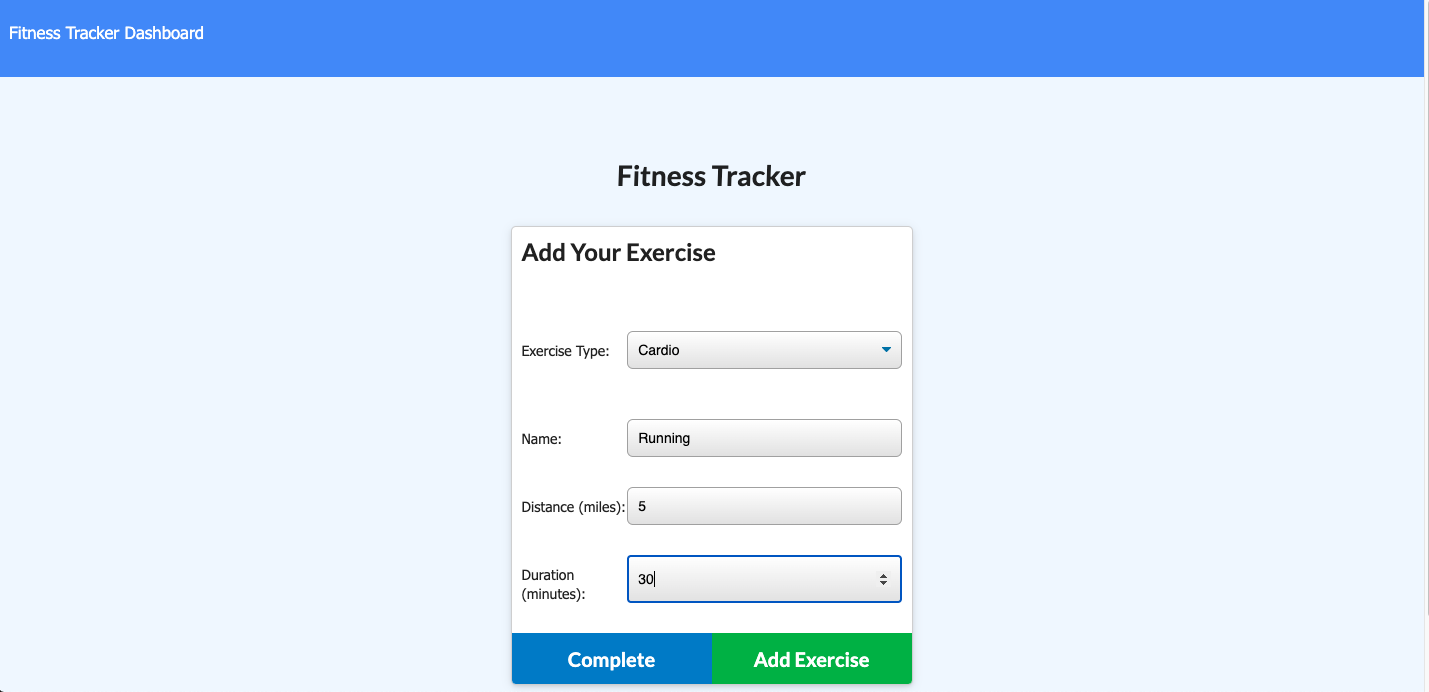 Fitness Tracker Dashboard
Fitness Tracker
Add Your Exercise
Exercise Type: Cardio
Name: Running
Distance (miles): 5
Duration (minutes): 30
Complete Add Exercise